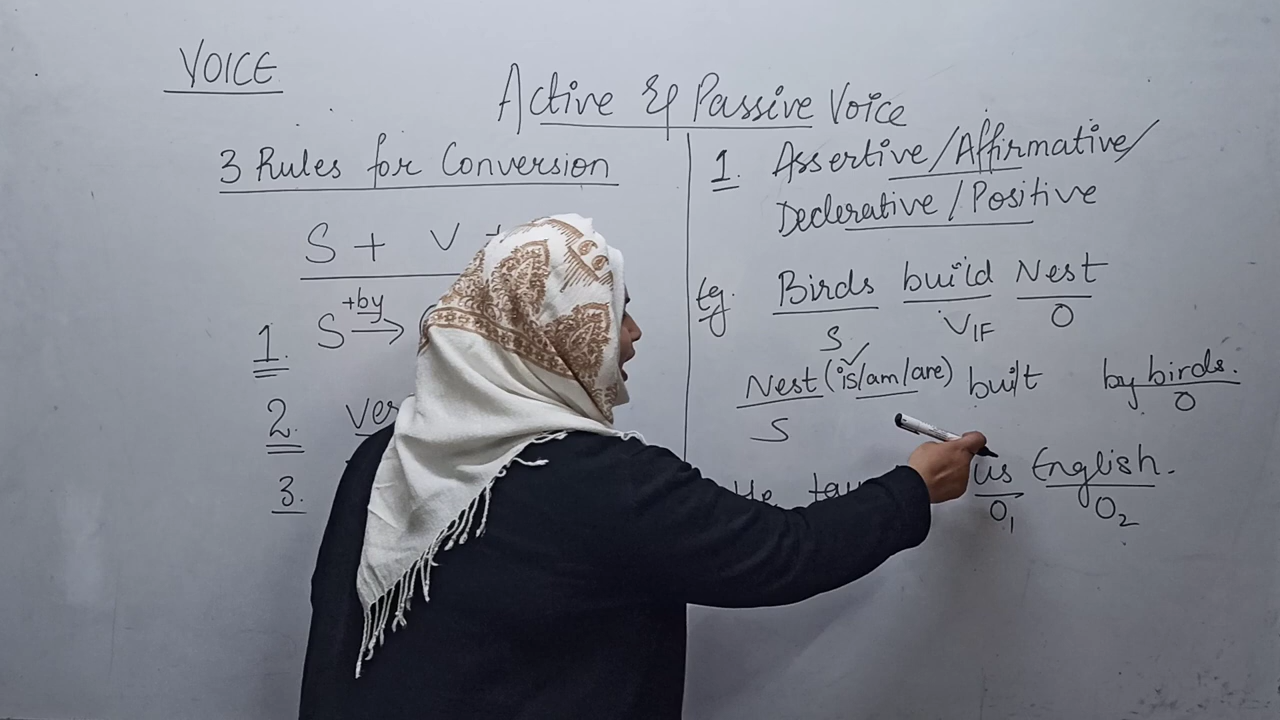 VOICE
Active & Passive Voice
3 Rules for Conversion
S + V +
1. S +by →
2. Ver
3.
1. Assertive/Affirmative/
Declerative/Positive
Eg. Birds build Nest
S V1F O
Nest (is/am/are) built by birds.
S O
us English.
O1 O2